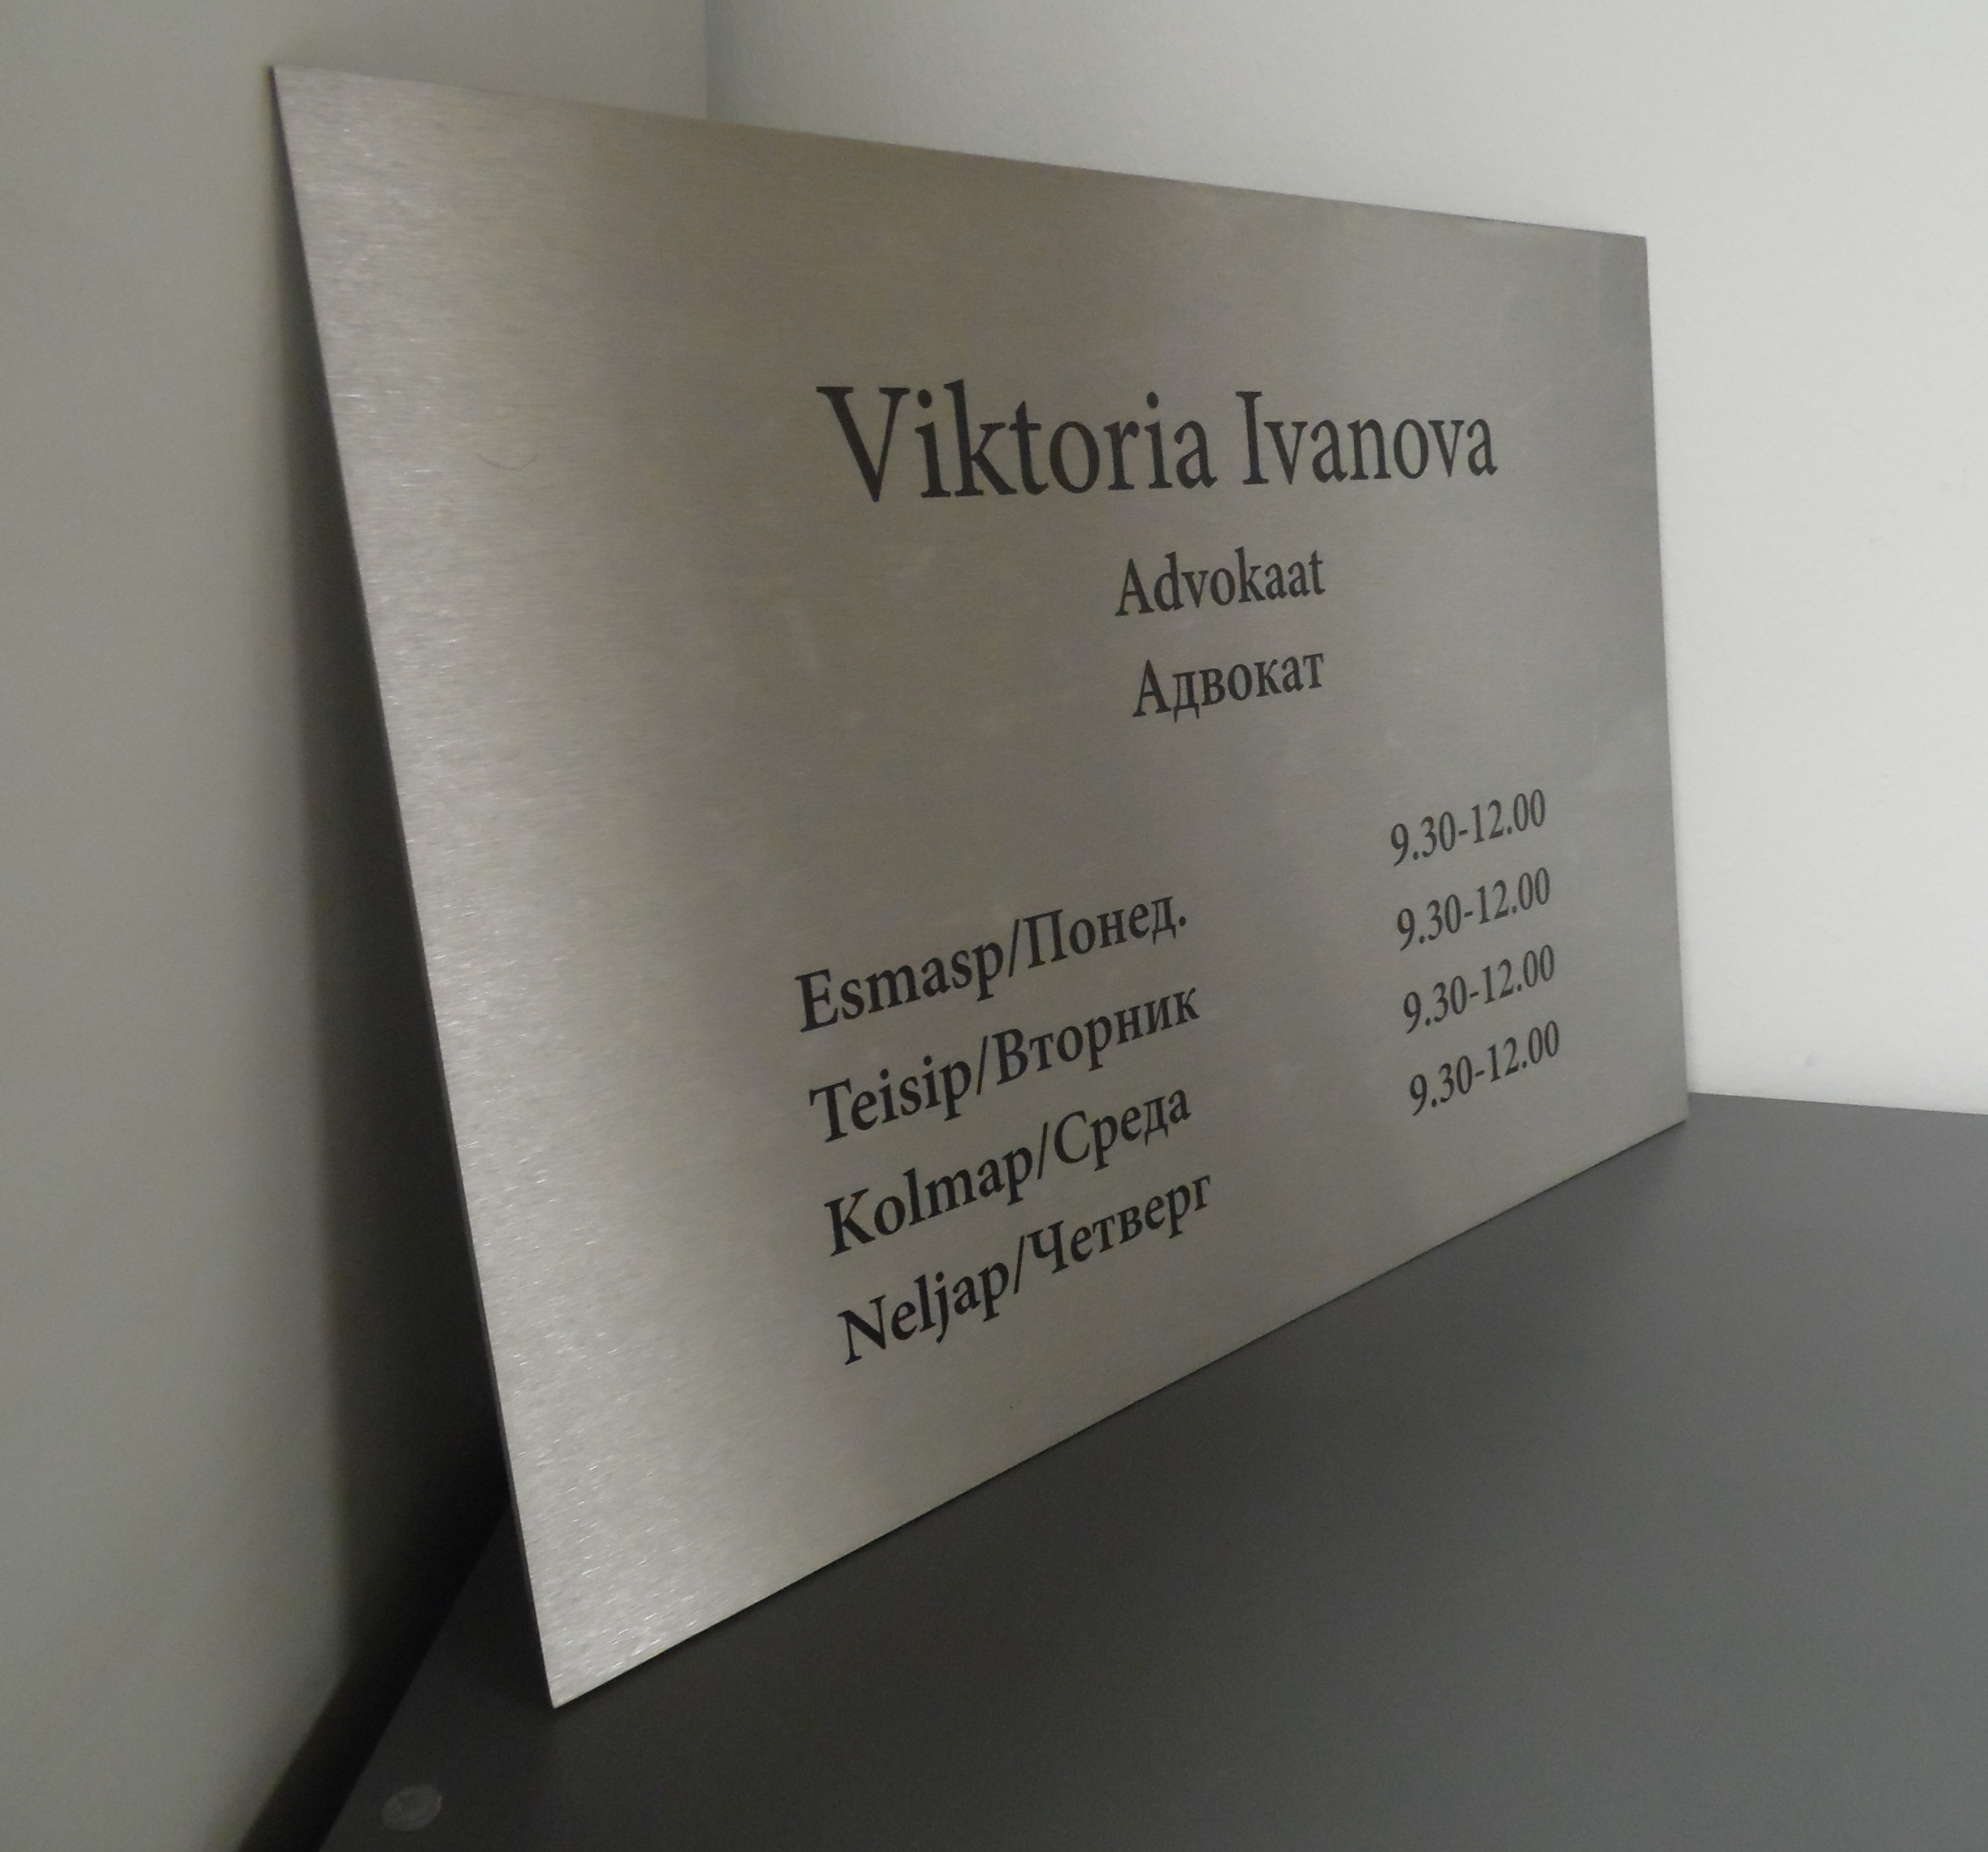 Viktoria Ivanova
Advokaat
Адвокат
Esmasp/Понед. 9.30-12.00
Teisip/Вторник 9.30-12.00
Kolmap/Среда 9.30-12.00
Neljap/Четверг 9.30-12.00